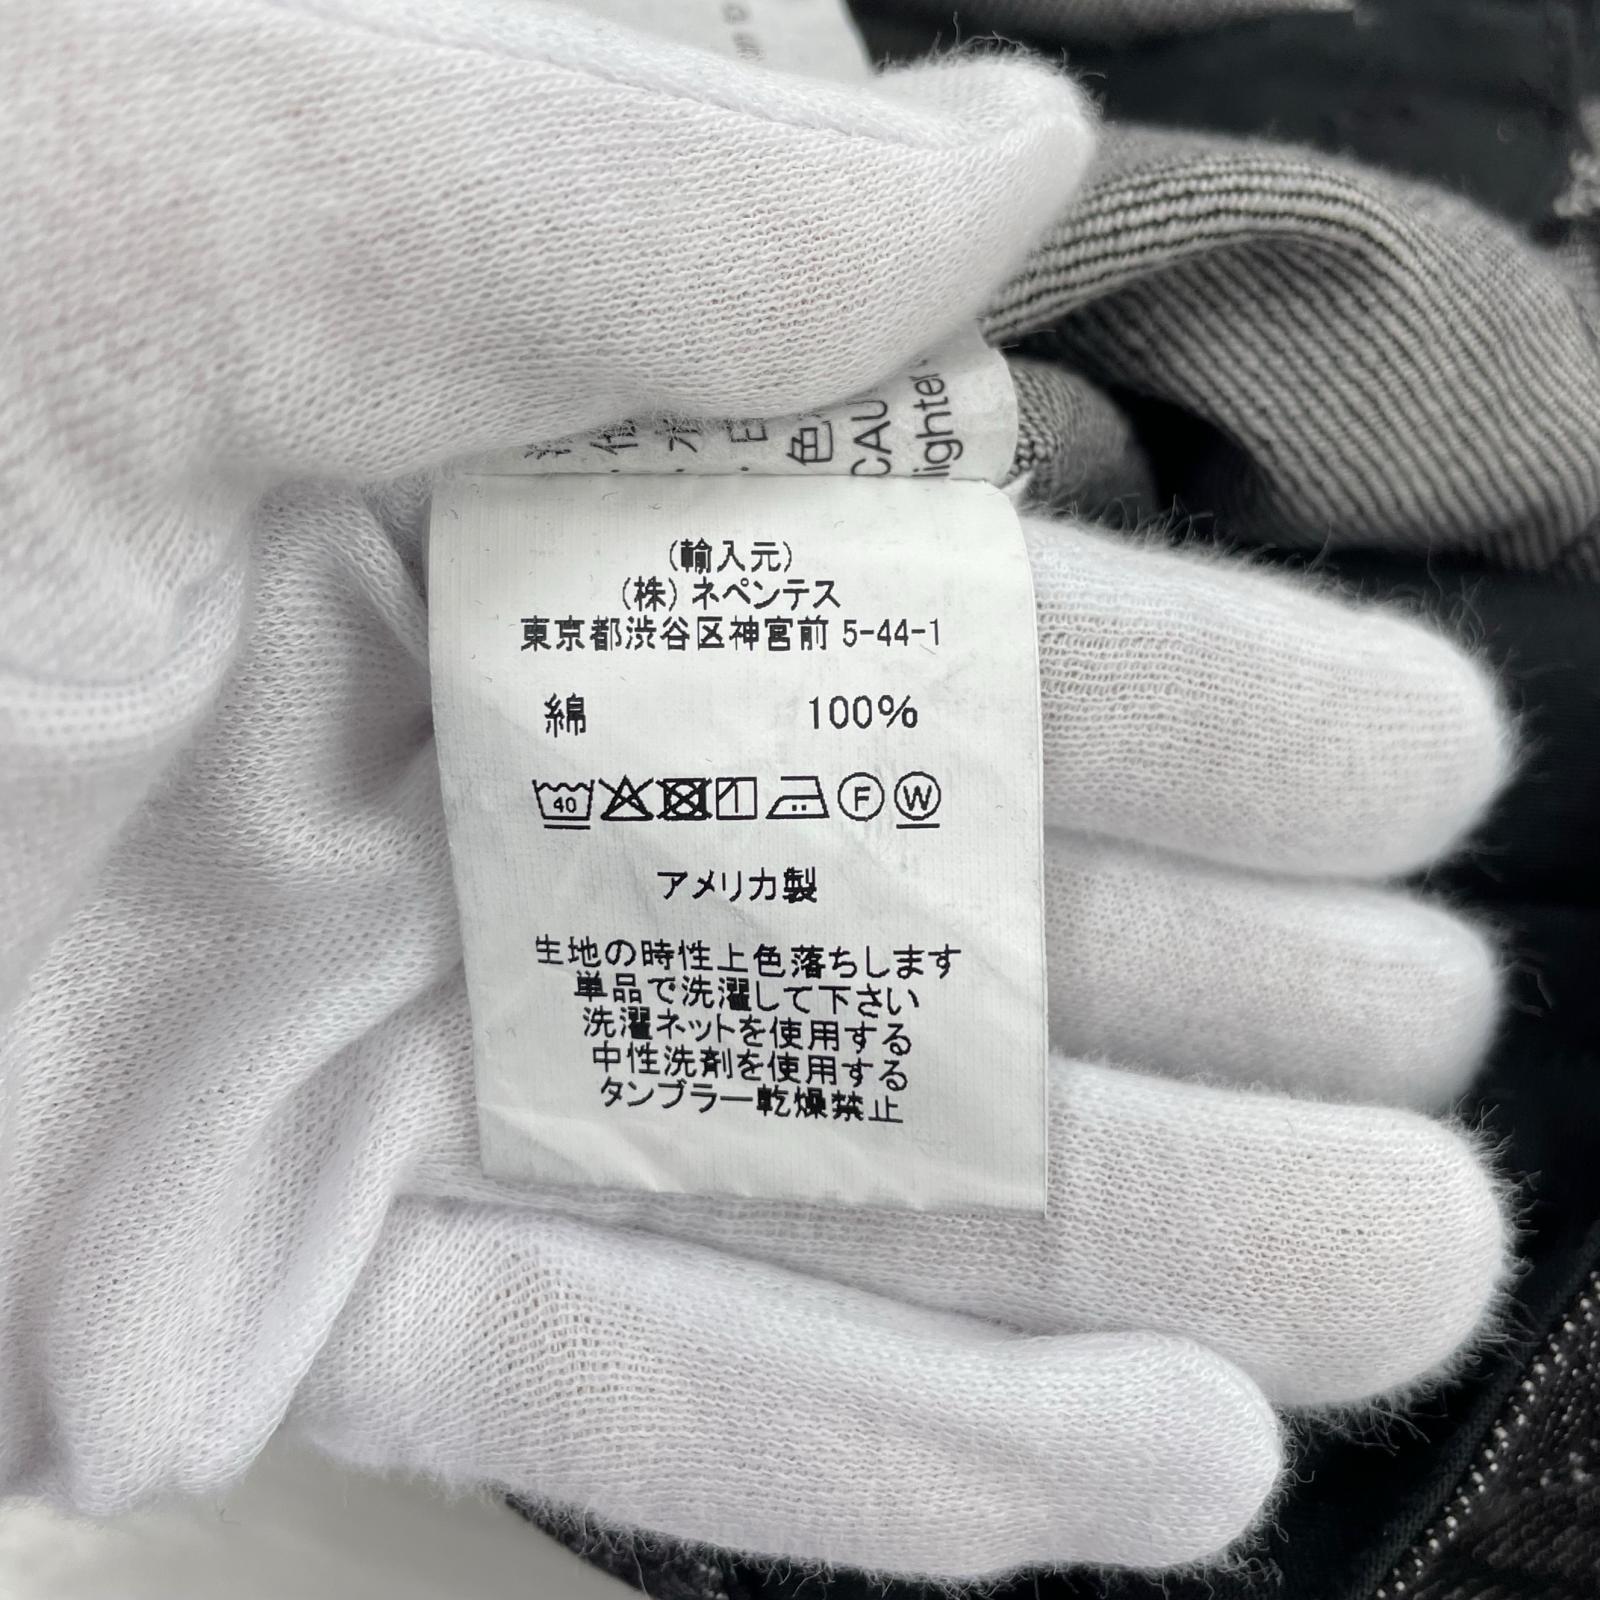 CAU
(輸入元)
(株)ネペンテス
東京都渋谷区神宮前 5-44-1
綿 100%
40 F W
アメリカ製
生地の時性上色落ちします
単品で洗濯して下さい
洗濯ネットを使用する
中性洗剤を使用する
タンブラー乾燥禁止